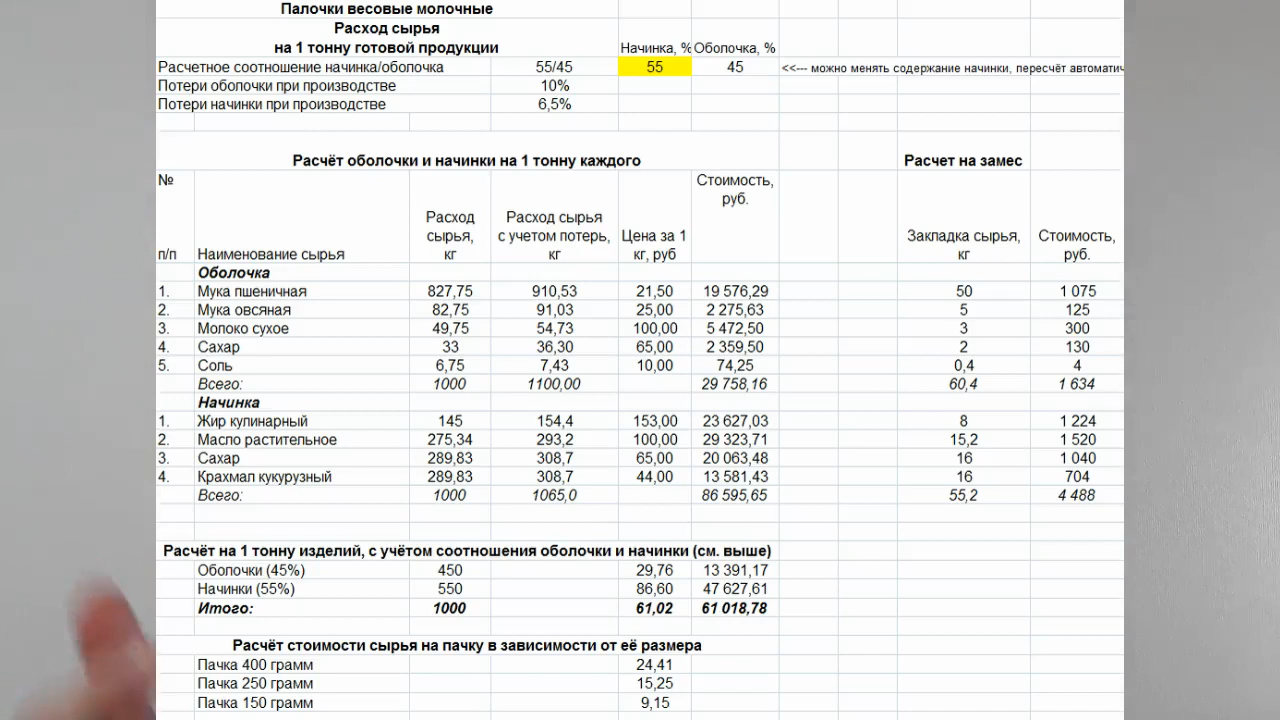 Палочки весовые молочные
Расход сырья
на 1 тонну готовой продукции Начинка, % Оболочка, %
Расчетное соотношение начинка/оболочка 55/45 55 45 <<--- можно менять содержание начинки, пересчёт
Потери оболочки при производстве 10%
Потери начинки при производстве 6,5%
Расчёт оболочки и начинки на 1 тонну каждого Расчет на замес
№ п/п Наименование сырья Расход сырья, кг Расход сырья с учетом потерь, кг Цена за 1 кг, руб Стоимость, руб. Закладка сырья, кг Стоимость, руб.
Оболочка
1. Мука пшеничная 827,75 910,53 21,50 19 576,29 50 1 075
2. Мука овсяная 82,75 91,03 25,00 2 275,63 5 125
3. Молоко сухое 49,75 54,73 100,00 5 472,50 3 300
4. Сахар 33 36,30 65,00 2 359,50 2 130
5. Соль 6,75 7,43 10,00 74,25 0,4 4
Всего: 1000 1100,00 29 758,16 60,4 1 634
Начинка
1. Жир кулинарный 145 154,4 153,00 23 627,03 8 1 224
2. Масло растительное 275,34 293,2 100,00 29 323,71 15,2 1 520
3. Сахар 289,83 308,7 65,00 20 063,48 16 1 040
4. Крахмал кукурузный 289,83 308,7 44,00 13 581,43 16 704
Всего: 1000 1065,0 86 595,65 55,2 4 488
Расчёт на 1 тонну изделий, с учётом соотношения оболочки и начинки (см. выше)
Оболочки (45%) 450 29,76 13 391,17
Начинки (55%) 550 86,60 47 627,61
Итого: 1000 61,02 61 018,78
Расчёт стоимости сырья на пачку в зависимости от её размера
Пачка 400 грамм 24,41
Пачка 250 грамм 15,25
Пачка 150 грамм 9,15